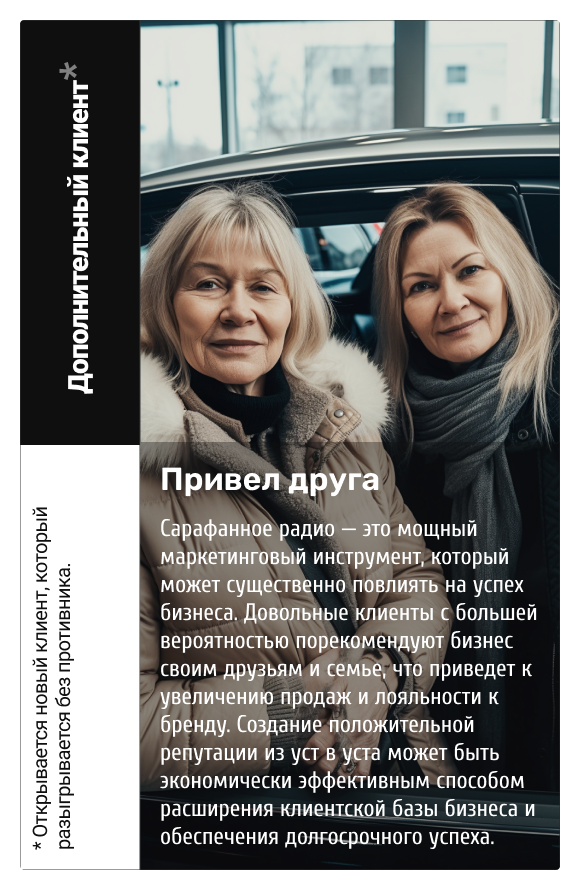 Дополнительный клиент*
* Открывается новый клиент, который
разыгрывается без противника.
Привел друга
Сарафанное радио — это мощный
маркетинговый инструмент, который
может существенно повлиять на успех
бизнеса. Довольные клиенты с большей
вероятностью порекомендуют бизнес
своим друзьям и семье, что приведет к
увеличению продаж и лояльности к
бренду. Создание положительной
репутации из уст в уста может быть
экономически эффективным способом
расширения клиентской базы бизнеса и
обеспечения долгосрочного успеха.